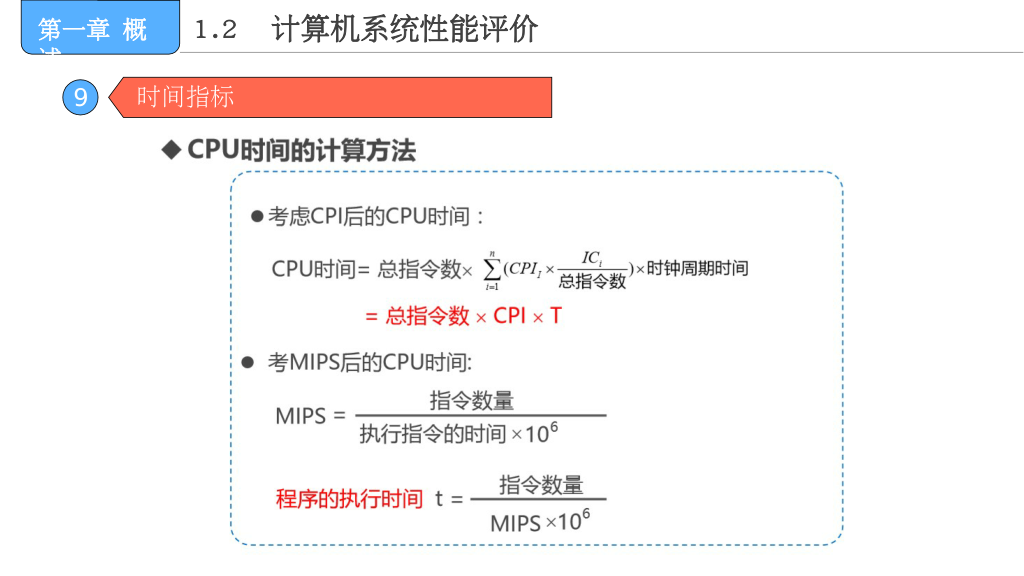 第一章 概述
1.2 计算机系统性能评价
9 时间指标
◆ CPU时间的计算方法
● 考虑CPI后的CPU时间：
CPU时间= 总指令数× \sum_{i=1}^{n}(CPI_I × \frac{IC_i}{总指令数})×时钟周期时间
= 总指令数 × CPI × T
● 考MIPS后的CPU时间:
MIPS = \frac{指令数量}{执行指令的时间×10^6}
程序的执行时间 t = \frac{指令数量}{MIPS×10^6}